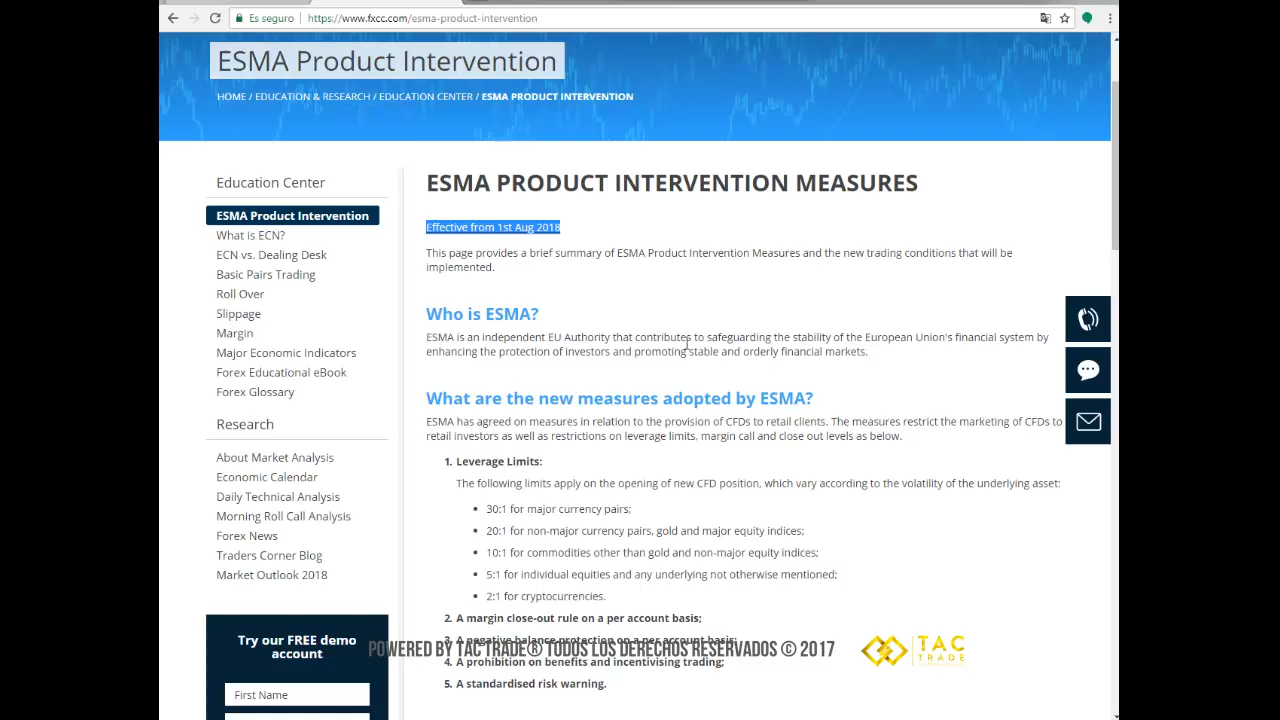 Es seguro https://www.fxcc.com/esma-product-intervention
ESMA Product Intervention
HOME / EDUCATION & RESEARCH / EDUCATION CENTER / ESMA PRODUCT INTERVENTION
Education Center
ESMA Product Intervention
What is ECN?
ECN vs. Dealing Desk
Basic Pairs Trading
Roll Over
Slippage
Margin
Major Economic Indicators
Forex Educational eBook
Forex Glossary
Research
About Market Analysis
Economic Calendar
Daily Technical Analysis
Morning Roll Call Analysis
Forex News
Traders Corner Blog
Market Outlook 2018
Try our FREE demo
account
First Name
ESMA PRODUCT INTERVENTION MEASURES
Effective from 1st Aug 2018
This page provides a brief summary of ESMA Product Intervention Measures and the new trading conditions that will be
implemented.
Who is ESMA?
ESMA is an independent EU Authority that contributes to safeguarding the stability of the European Union's financial system by
enhancing the protection of investors and promoting stable and orderly financial markets.
What are the new measures adopted by ESMA?
ESMA has agreed on measures in relation to the provision of CFDs to retail clients. The measures restrict the marketing of CFDs to
retail investors as well as restrictions on leverage limits, margin call and close out levels as below.
1. Leverage Limits:
The following limits apply on the opening of new CFD position, which vary according to the volatility of the underlying asset:
• 30:1 for major currency pairs;
• 20:1 for non-major currency pairs, gold and major equity indices;
• 10:1 for commodities other than gold and non-major equity indices;
• 5:1 for individual equities and any underlying not otherwise mentioned;
• 2:1 for cryptocurrencies.
2. A margin close-out rule on a per account basis;
3. A negative balance protection on a per account basis;
4. A prohibition on benefits and incentivising trading;
5. A standardised risk warning.
POWERED BY TAC TRADE® TODOS LOS DERECHOS RESERVADOS © 2017
TAC
TRADE